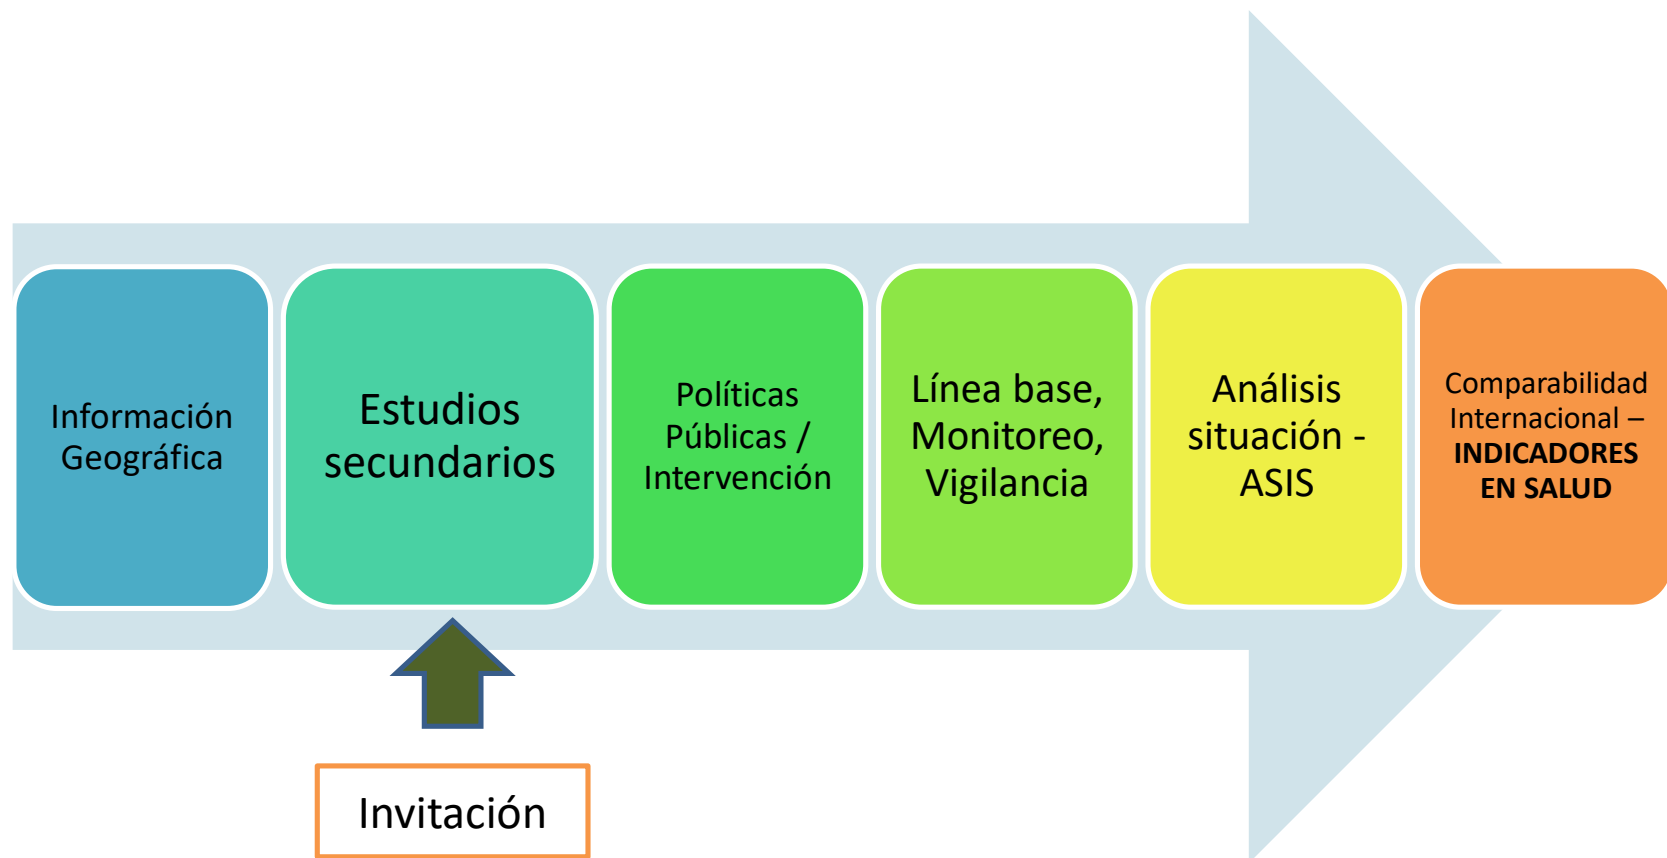 Información
Geográfica
Estudios
secundarios
Políticas
Públicas /
Intervención
Línea base,
Monitoreo,
Vigilancia
Análisis
situación -
ASIS
Comparabilidad
Internacional –
INDICADORES
EN SALUD
Invitación